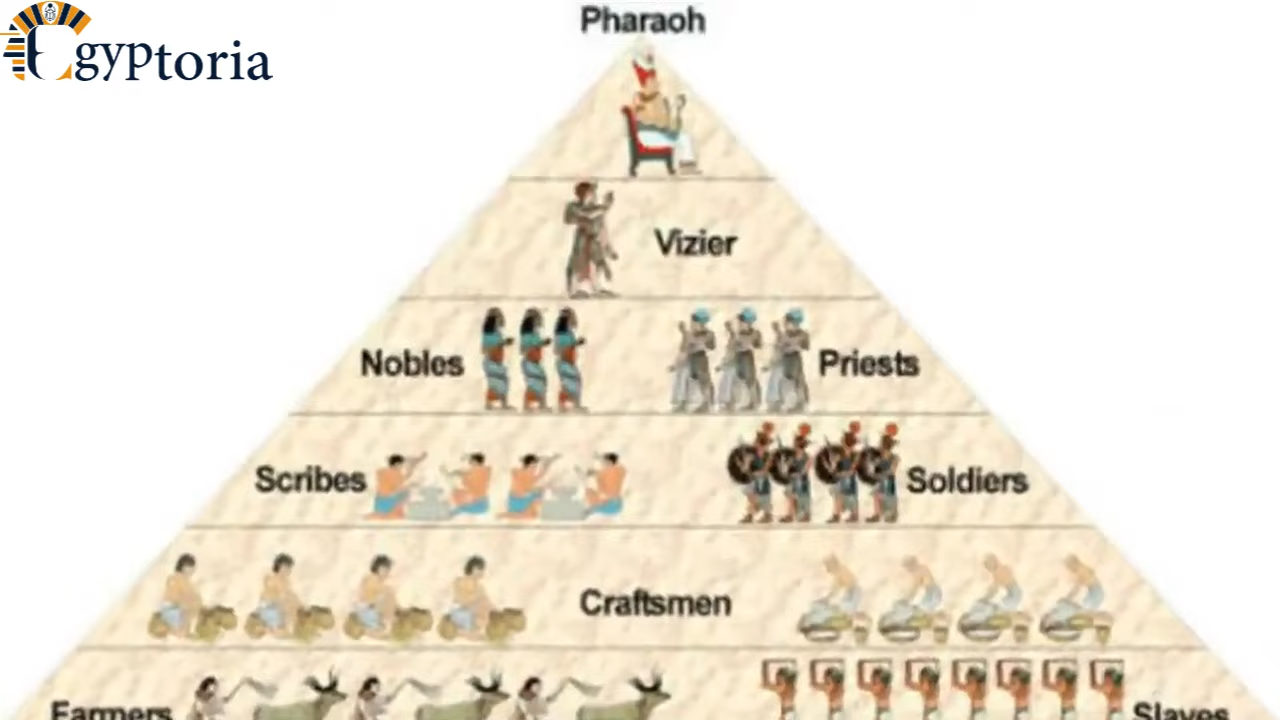 Egyptoria
Pharaoh
Vizier
Nobles
Priests
Scribes
Soldiers
Craftsmen
Farmers
Slaves